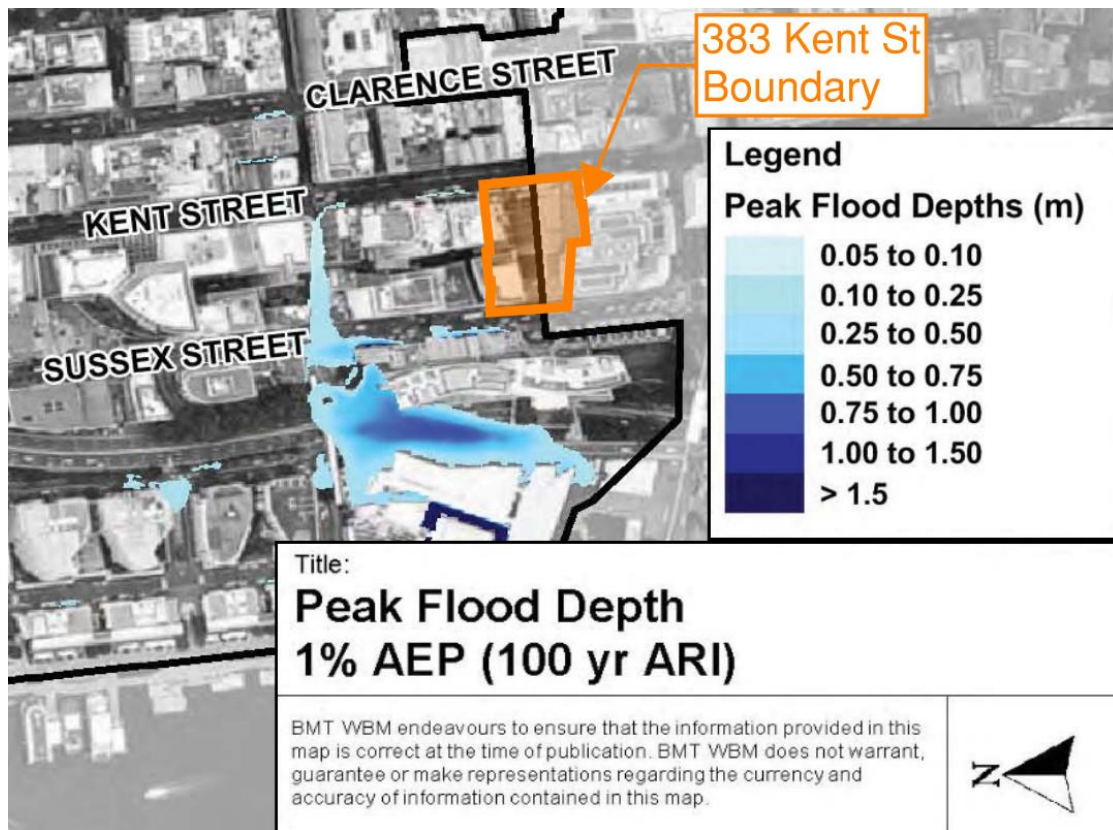 383 Kent St
Boundary
CLARENCE STREET
KENT STREET
SUSSEX STREET
Legend
Peak Flood Depths (m)
0.05 to 0.10
0.10 to 0.25
0.25 to 0.50
0.50 to 0.75
0.75 to 1.00
1.00 to 1.50
> 1.5
Title:
Peak Flood Depth
1% AEP (100 yr ARI)
BMT WBM endeavours to ensure that the information provided in this
map is correct at the time of publication. BMT WBM does not warrant,
guarantee or make representations regarding the currency and
accuracy of information contained in this map.
N